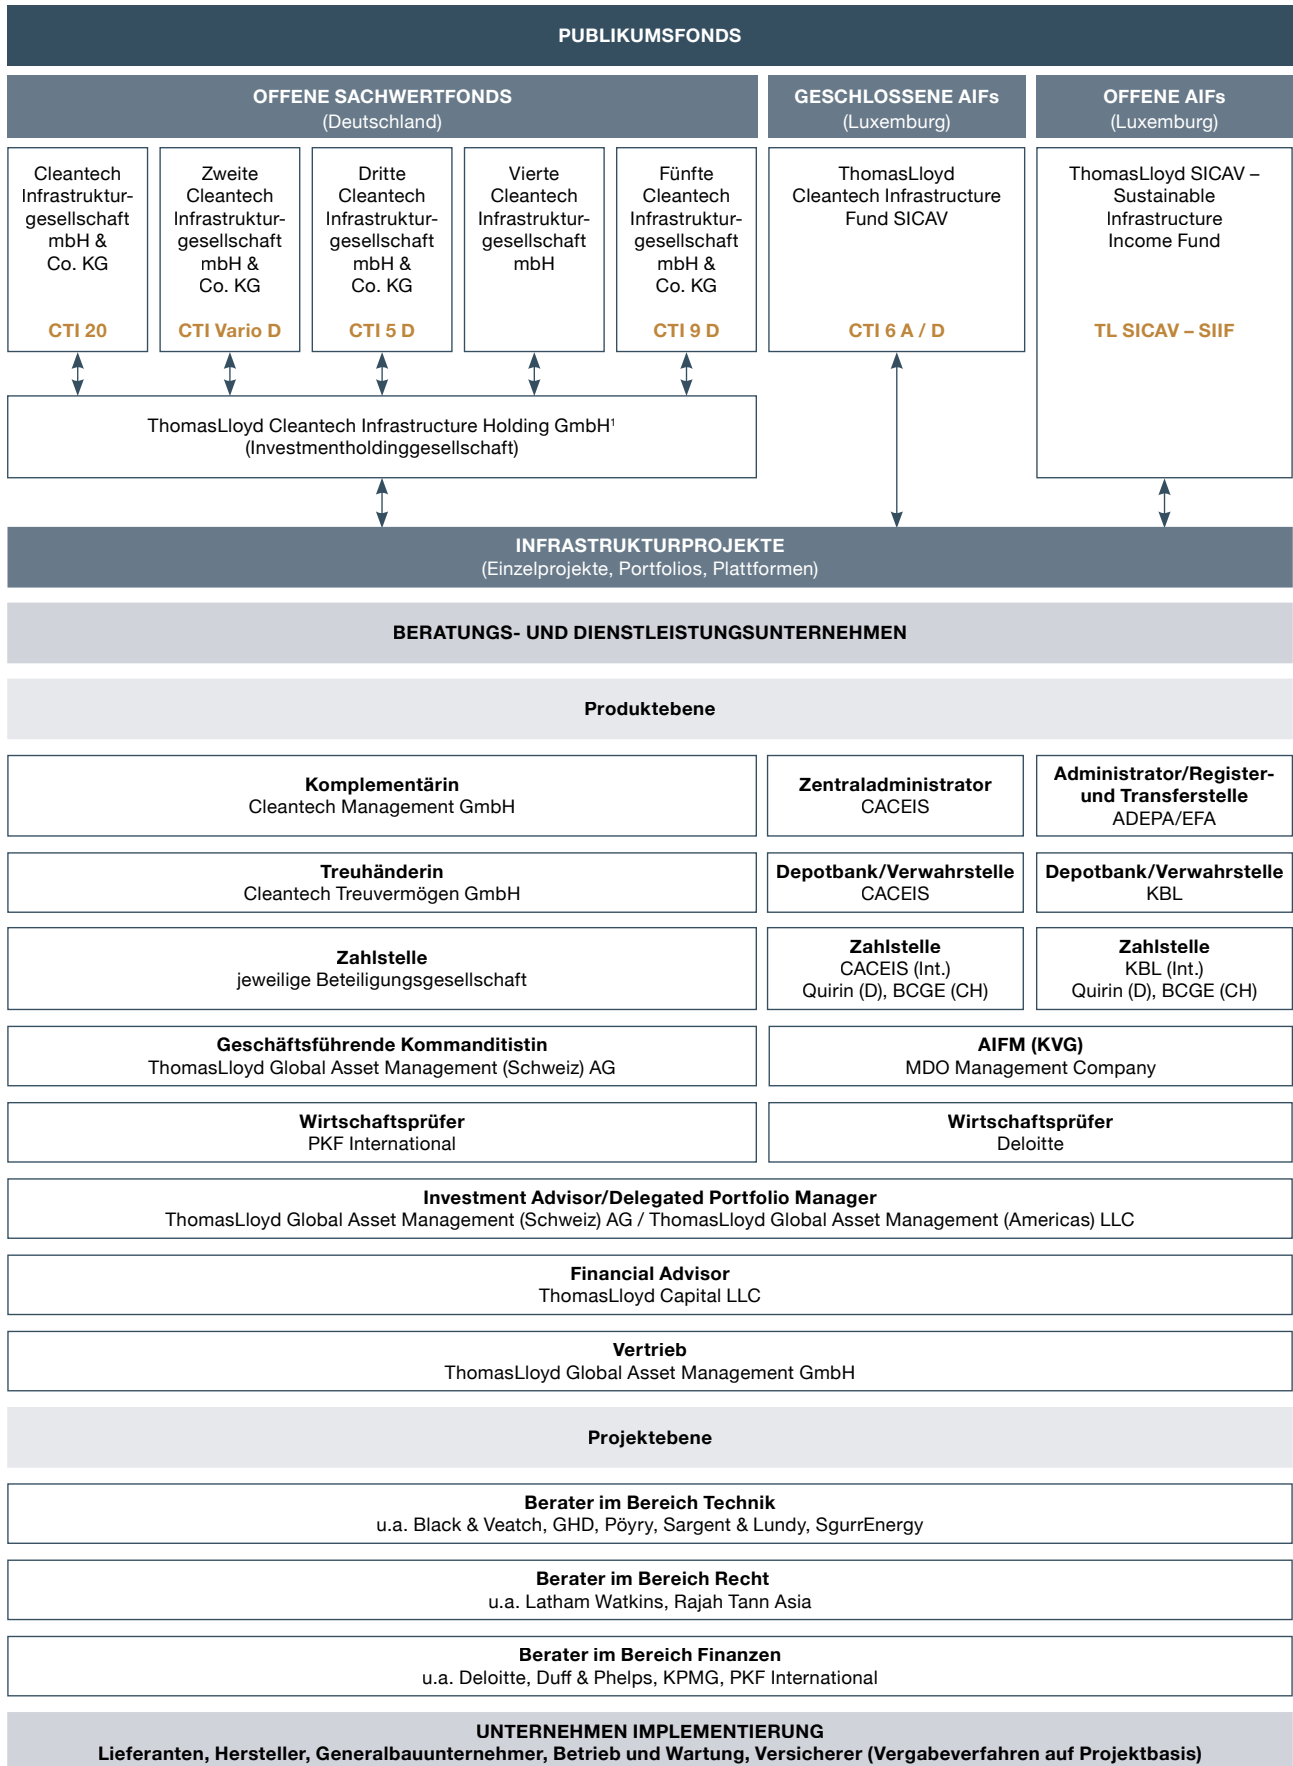 PUBLIKUMSFONDS
OFFENE SACHWERTFONDS
(Deutschland)
GESCHLOSSENE AIFs
(Luxemburg)
OFFENE AIFs
(Luxemburg)
Cleantech
Infrastruktur-
gesellschaft
mbH &
Co. KG
CTI 20
Zweite
Cleantech
Infrastruktur-
gesellschaft
mbH &
Co. KG
CTI Vario D
Dritte
Cleantech
Infrastruktur-
gesellschaft
mbH &
Co. KG
CTI 5 D
Vierte
Cleantech
Infrastruktur-
gesellschaft
mbH
Fünfte
Cleantech
Infrastruktur-
gesellschaft
mbH &
Co. KG
CTI 9 D
ThomasLloyd
Cleantech Infrastructure
Fund SICAV
CTI 6 A / D
ThomasLloyd SICAV –
Sustainable
Infrastructure
Income Fund
TL SICAV – SIIF
ThomasLloyd Cleantech Infrastructure Holding GmbH¹
(Investmentholdinggesellschaft)
INFRASTRUKTURPROJEKTE
(Einzelprojekte, Portfolios, Plattformen)
BERATUNGS- UND DIENSTLEISTUNGSUNTERNEHMEN
Produktebene
Komplementärin
Cleantech Management GmbH
Zentraladministrator
CACEIS
Administrator/Register-
und Transferstelle
ADEPA/EFA
Treuhänderin
Cleantech Treuvermögen GmbH
Depotbank/Verwahrstelle
CACEIS
Depotbank/Verwahrstelle
KBL
Zahlstelle
jeweilige Beteiligungsgesellschaft
Zahlstelle
CACEIS (Int.)
Quirin (D), BCGE (CH)
Zahlstelle
KBL (Int.)
Quirin (D), BCGE (CH)
Geschäftsführende Kommanditistin
ThomasLloyd Global Asset Management (Schweiz) AG
AIFM (KVG)
MDO Management Company
Wirtschaftsprüfer
PKF International
Wirtschaftsprüfer
Deloitte
Investment Advisor/Delegated Portfolio Manager
ThomasLloyd Global Asset Management (Schweiz) AG / ThomasLloyd Global Asset Management (Americas) LLC
Financial Advisor
ThomasLloyd Capital LLC
Vertrieb
ThomasLloyd Global Asset Management GmbH
Projektebene
Berater im Bereich Technik
u.a. Black & Veatch, GHD, Pöyry, Sargent & Lundy, SgurrEnergy
Berater im Bereich Recht
u.a. Latham Watkins, Rajah Tann Asia
Berater im Bereich Finanzen
u.a. Deloitte, Duff & Phelps, KPMG, PKF International
UNTERNEHMEN IMPLEMENTIERUNG
Lieferanten, Hersteller, Generalbauunternehmer, Betrieb und Wartung, Versicherer (Vergabeverfahren auf Projektbasis)